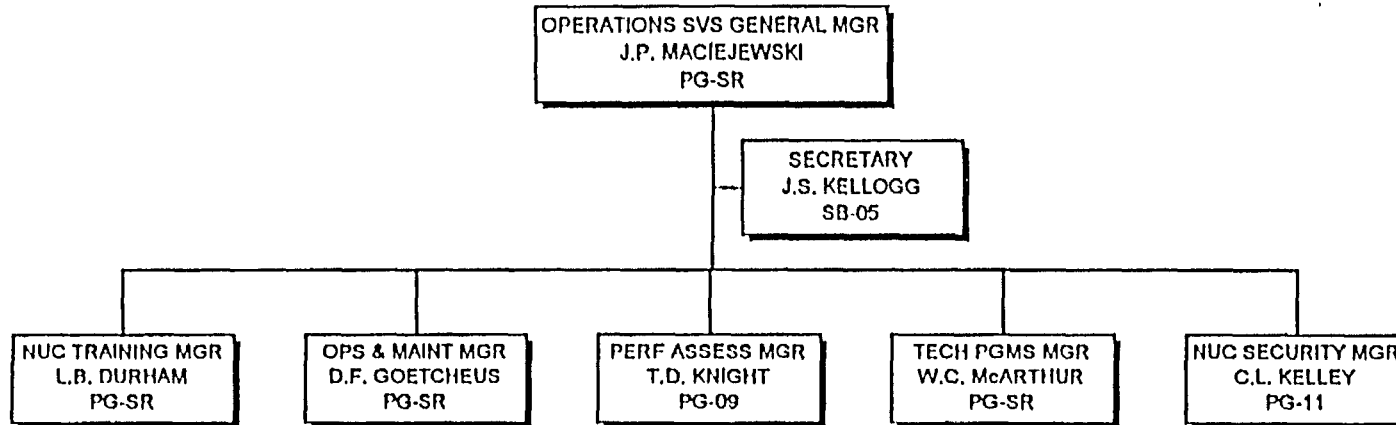 OPERATIONS SVS GENERAL MGR
J.P. MACIEJEWSKI
PG-SR
SECRETARY
J.S. KELLOGG
SB-05
NUC TRAINING MGR
L.B. DURHAM
PG-SR
OPS & MAINT MGR
D.F. GOETCHEUS
PG-SR
PERF ASSESS MGR
T.D. KNIGHT
PG-09
TECH PGMS MGR
W.C. McARTHUR
PG-SR
NUC SECURITY MGR
C.L. KELLEY
PG-11